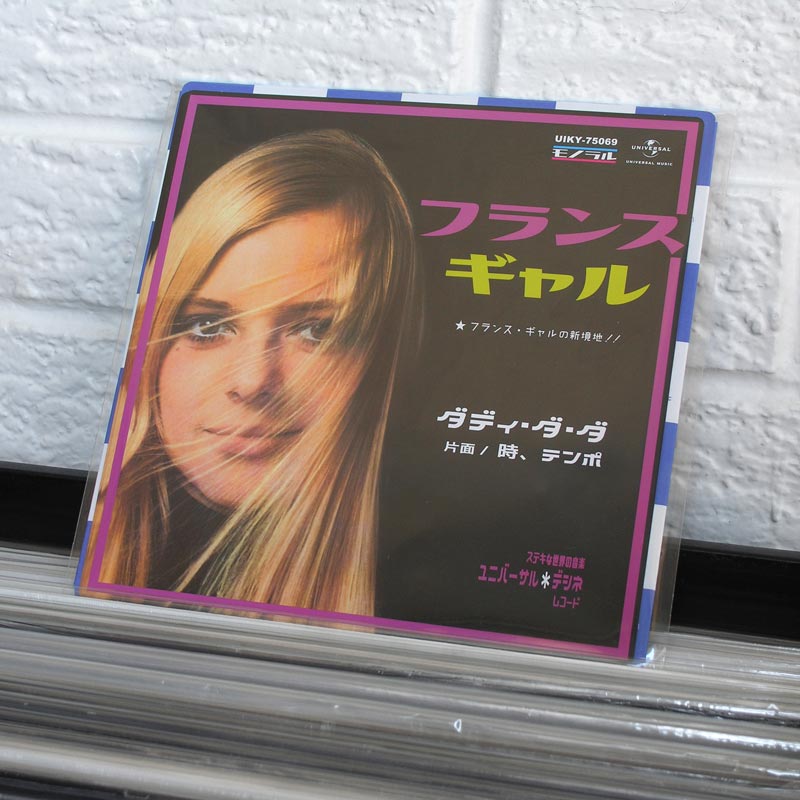 UIKY-75069
モノラル
UNIVERSAL
UNIVERSAL MUSIC
フランス
ギャル
★フランス・ギャルの新境地!!
ダディ・ダ・ダ
片面/時、テンポ
ステキな世界の音楽
ユニバーサル*デシネ
レコード